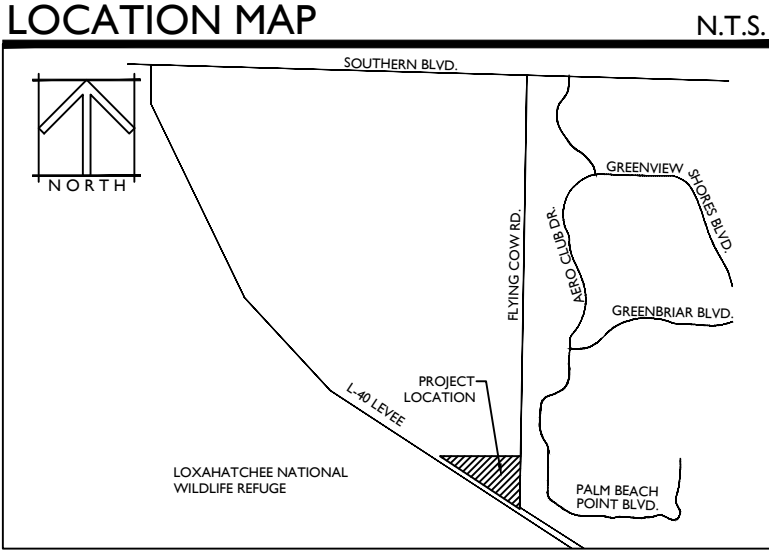 LOCATION MAP
N.T.S.
SOUTHERN BLVD.
NORTH
GREENVIEW
SHORES BLVD.
FLYING COW RD.
AERO CLUB DR.
GREENBRIAR BLVD.
PROJECT
LOCATION
L-40 LEVEE
LOXAHATCHEE NATIONAL
WILDLIFE REFUGE
PALM BEACH
POINT BLVD.